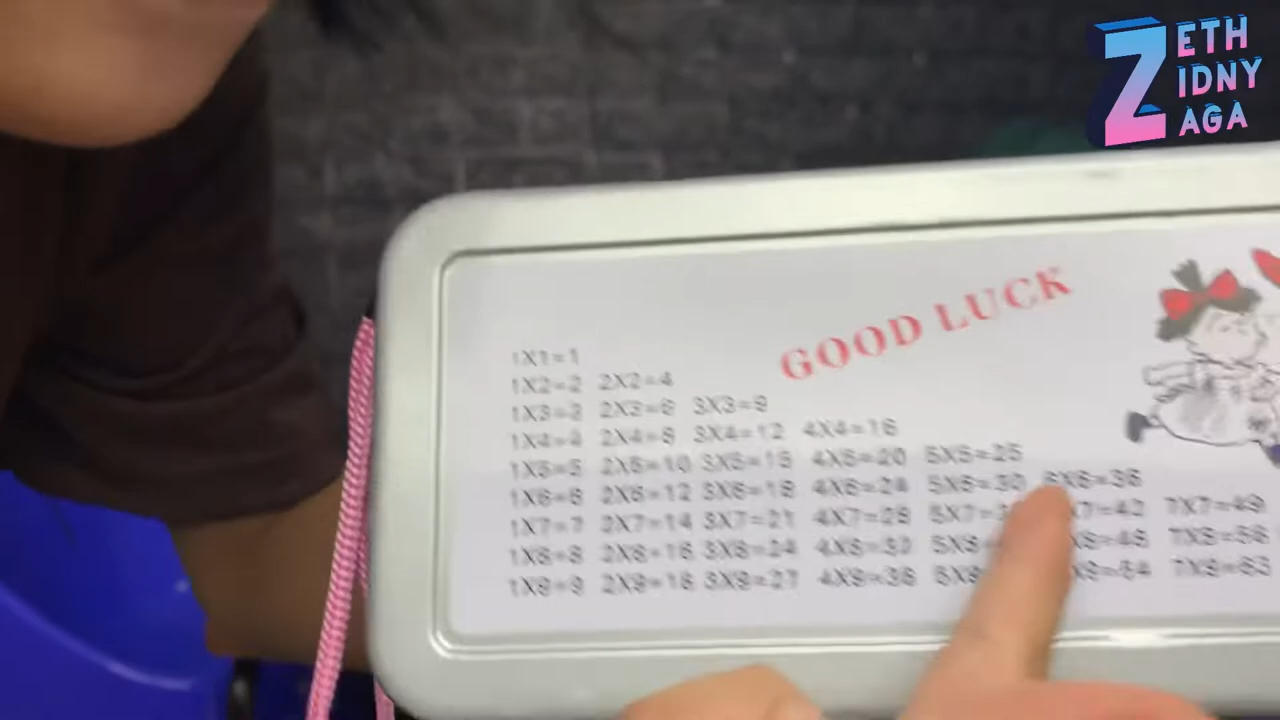 ZETH
ZIDNY
ZAGA
GOOD LUCK
1X1=1
1X2=2 2X2=4
1X3=3 2X3=6 3X3=9
1X4=4 2X4=8 3X4=12 4X4=16
1X5=5 2X5=10 3X5=15 4X5=20 5X5=25
1X6=6 2X6=12 3X6=18 4X6=24 5X6=30 6X6=36
1X7=7 2X7=14 3X7=21 4X7=28 7X7=49
1X8=8 2X8=16 3X8=24 4X8=32 7X8=56
1X9=9 2X9=18 3X9=27 4X9=36 7X9=63